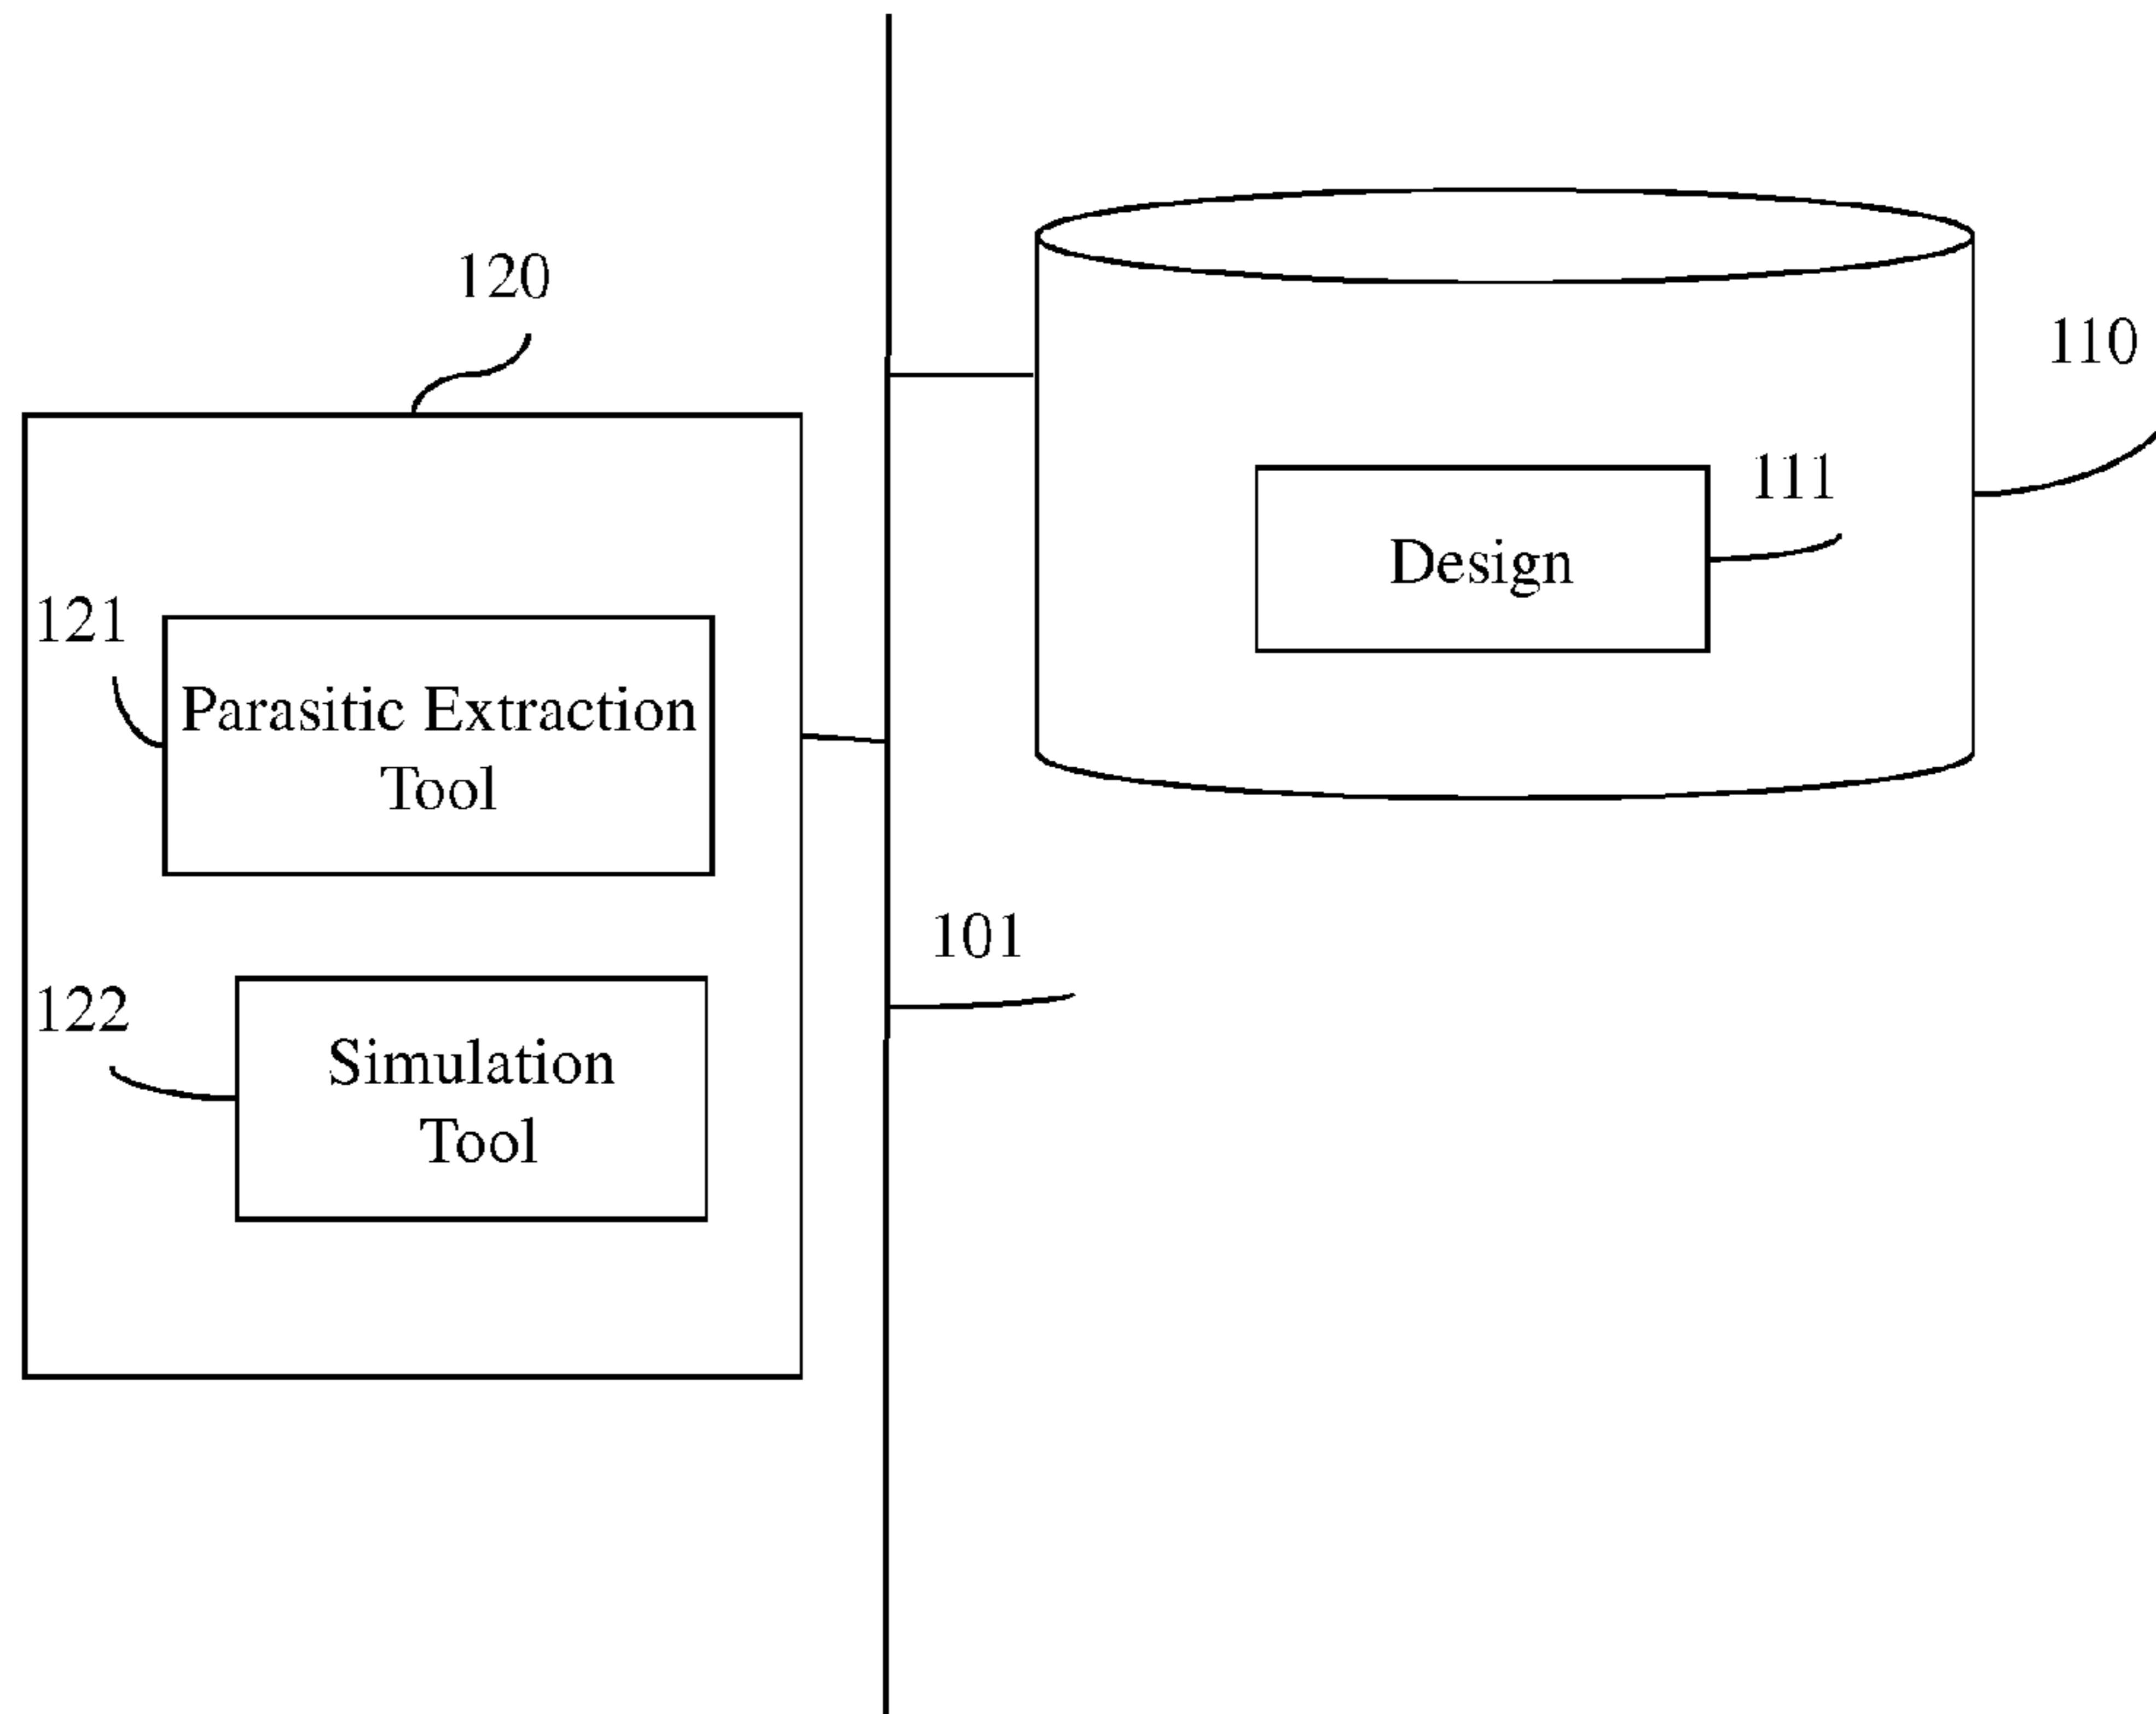 120
110
111
Design
121
Parasitic Extraction
Tool
101
122
Simulation
Tool